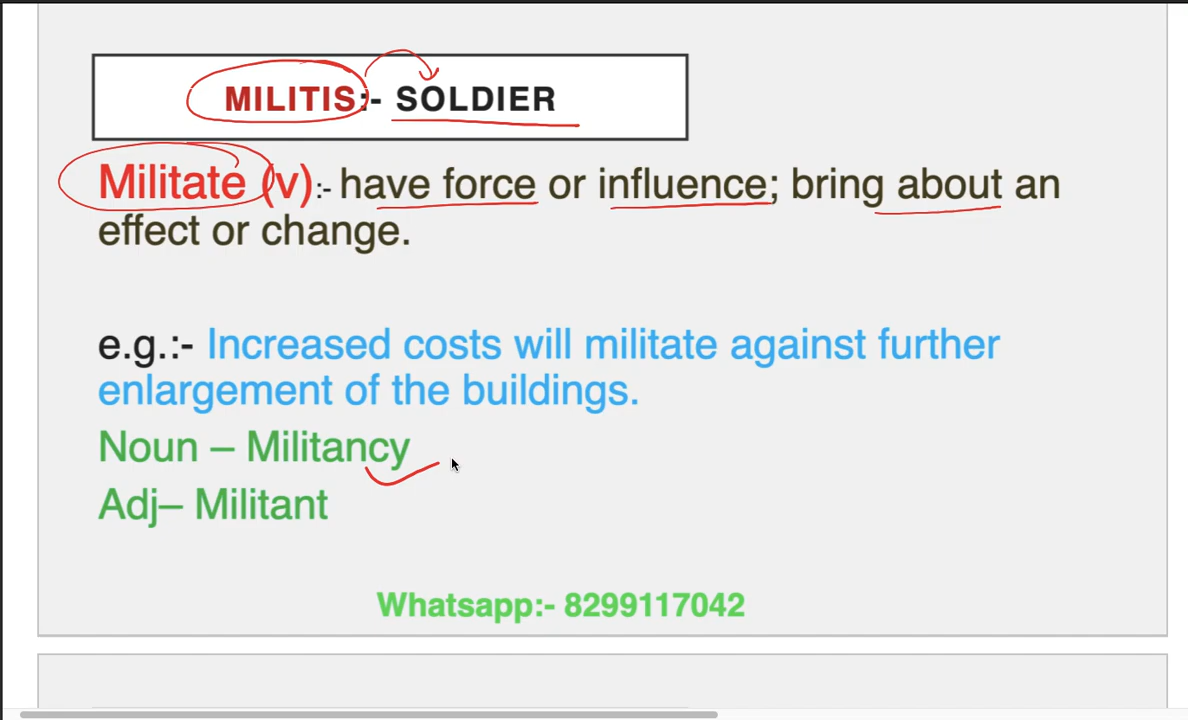 MILITIS:- SOLDIER
Militate (v):- have force or influence; bring about an
effect or change.
e.g.:- Increased costs will militate against further
enlargement of the buildings.
Noun – Militancy
Adj– Militant
Whatsapp:- 8299117042